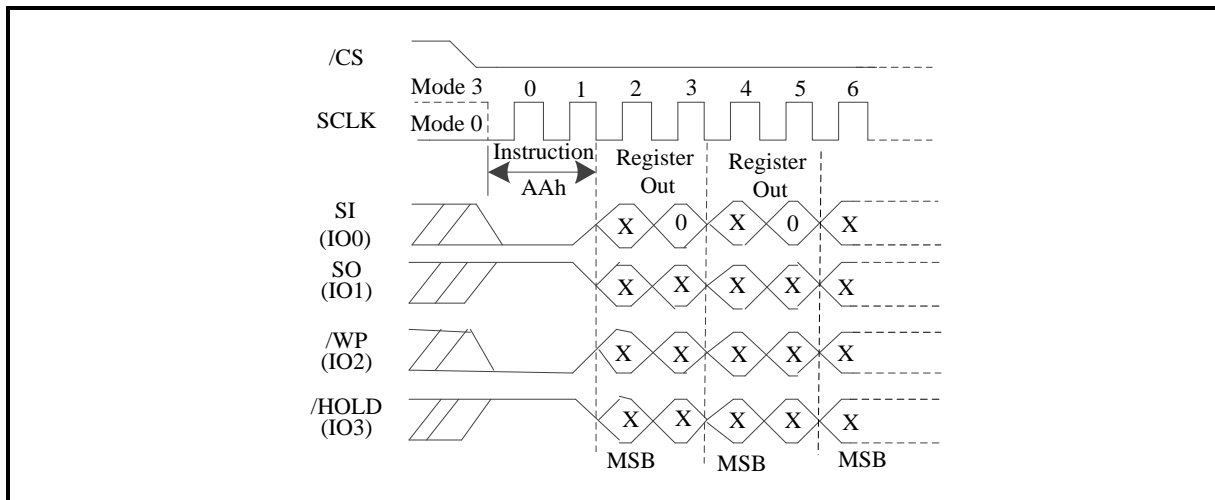 /CS
Mode 3 0 1 2 3 4 5 6
SCLK Mode 0
Instruction Register Register
AAh Out Out
SI X 0 X 0 X
(IO0)
SO
(IO1) X X X X X
/WP
(IO2) X X X X X
/HOLD
(IO3) X X X X X
MSB MSB MSB